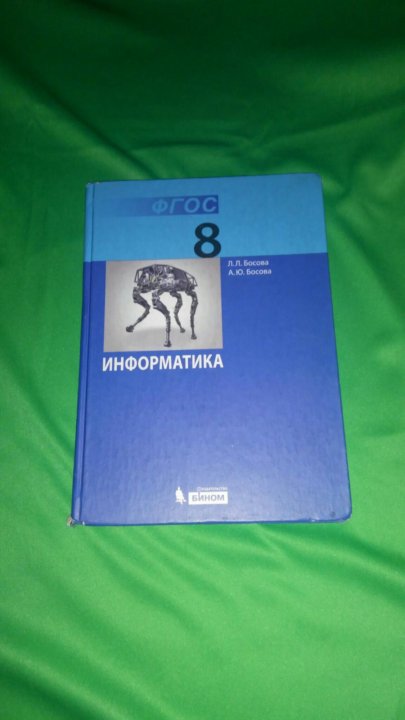 ФГОС
8
Л.Л. Босова
А.Ю. Босова
ИНФОРМАТИКА
Издательство
БИНОМ